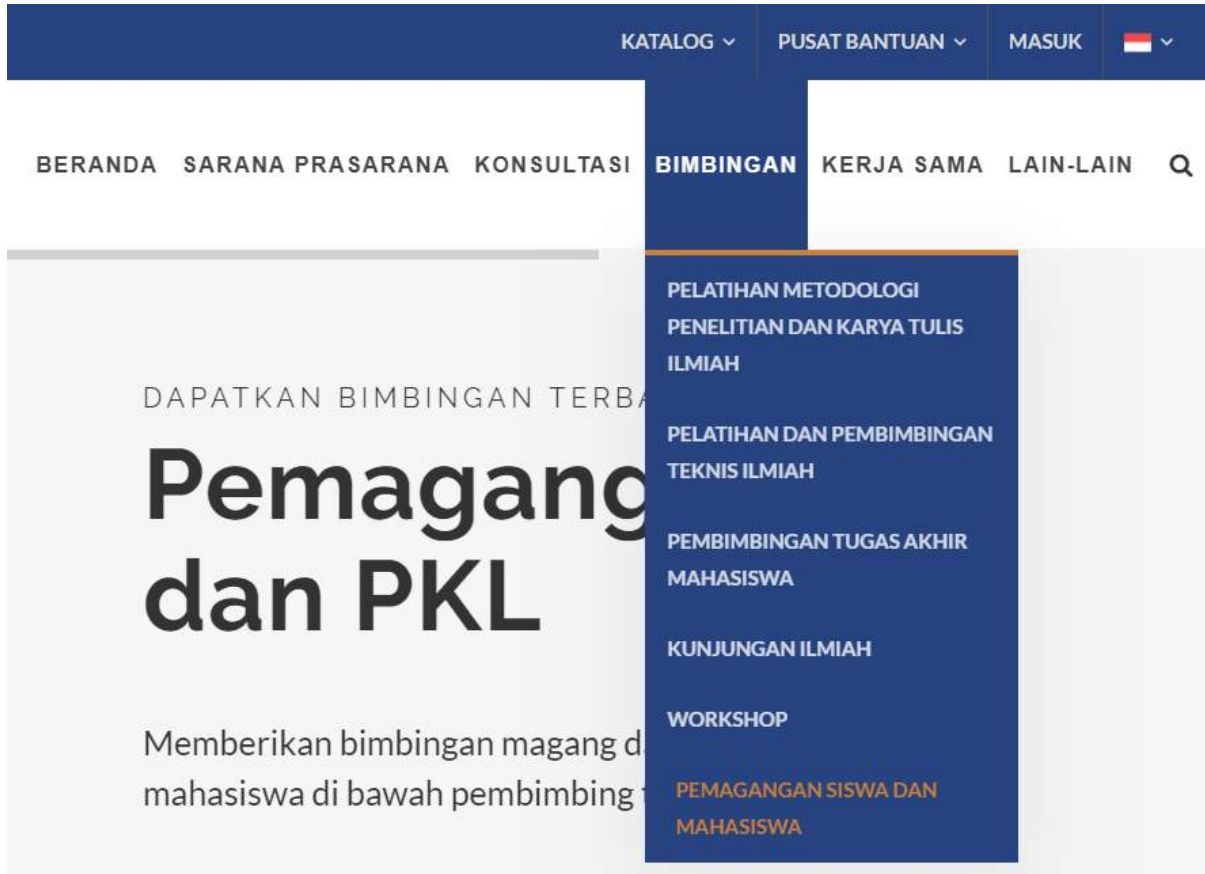 KATALOG PUSAT BANTUAN MASUK
BERANDA SARANA PRASARANA KONSULTASI BIMBINGAN KERJA SAMA LAIN-LAIN
PELATIHAN METODOLOGI
PENELITIAN DAN KARYA TULIS
ILMIAH
PELATIHAN DAN PEMBIMBINGAN
TEKNIS ILMIAH
PEMBIMBINGAN TUGAS AKHIR
MAHASISWA
KUNJUNGAN ILMIAH
WORKSHOP
PEMAGANGAN SISWA DAN
MAHASISWA
DAPATKAN BIMBINGAN
Pemagang
dan PKL
Memberikan bimbingan magang
mahasiswa di bawah pembimbing